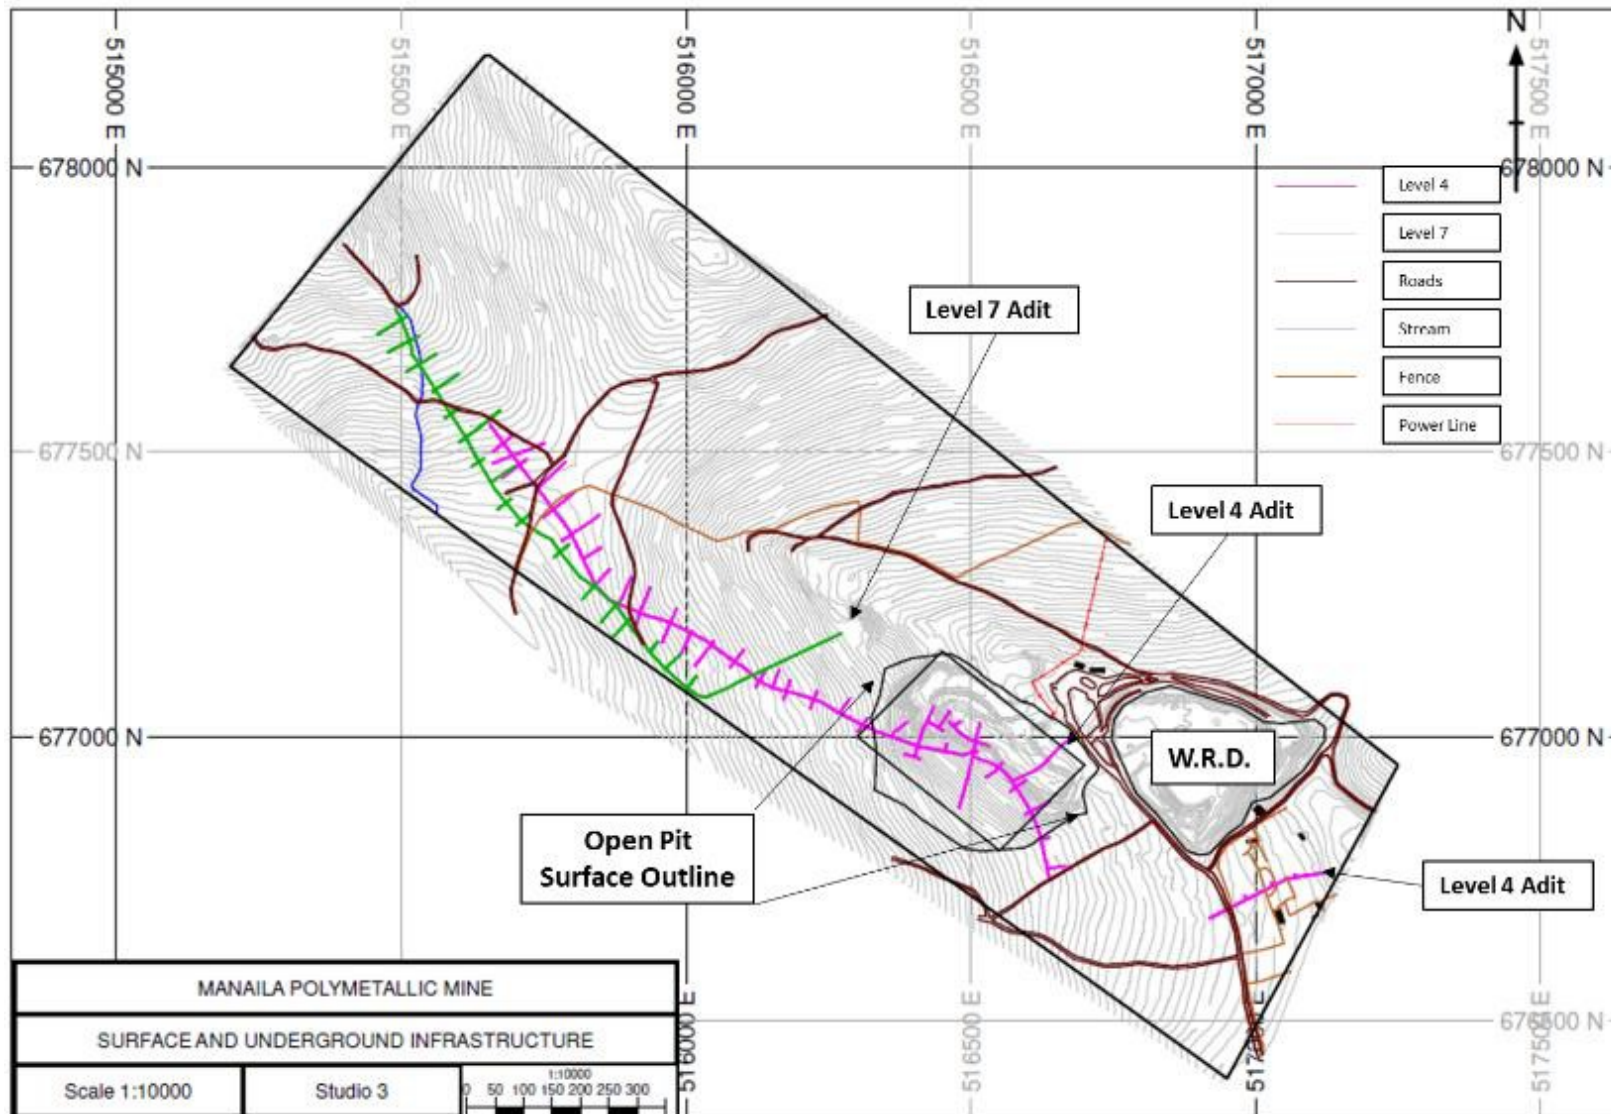 515000 E
515500 E
516000 E
516500 E
517000 E
517500 E
N
678000 N
678000 N
Level 4
Level 7
Roads
Stream
Fence
Power Line
Level 7 Adit
677500 N
677500 N
Level 4 Adit
677000 N
677000 N
W.R.D.
Open Pit
Surface Outline
Level 4 Adit
MANAILA POLYMETALLIC MINE
SURFACE AND UNDERGROUND INFRASTRUCTURE
Scale 1:10000
Studio 3
1:10000
0 50 100 150 200 250 300
516000 E
516500 E
517000 E
517500 E
676500 N